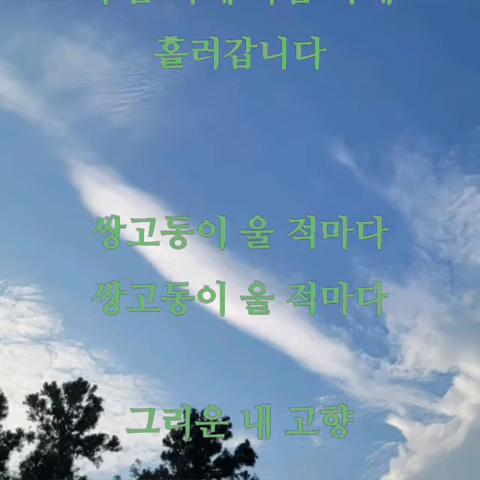 흘러갑니다
쌍고동이 울 적마다
쌍고동이 울 적마다
그리운 내 고향